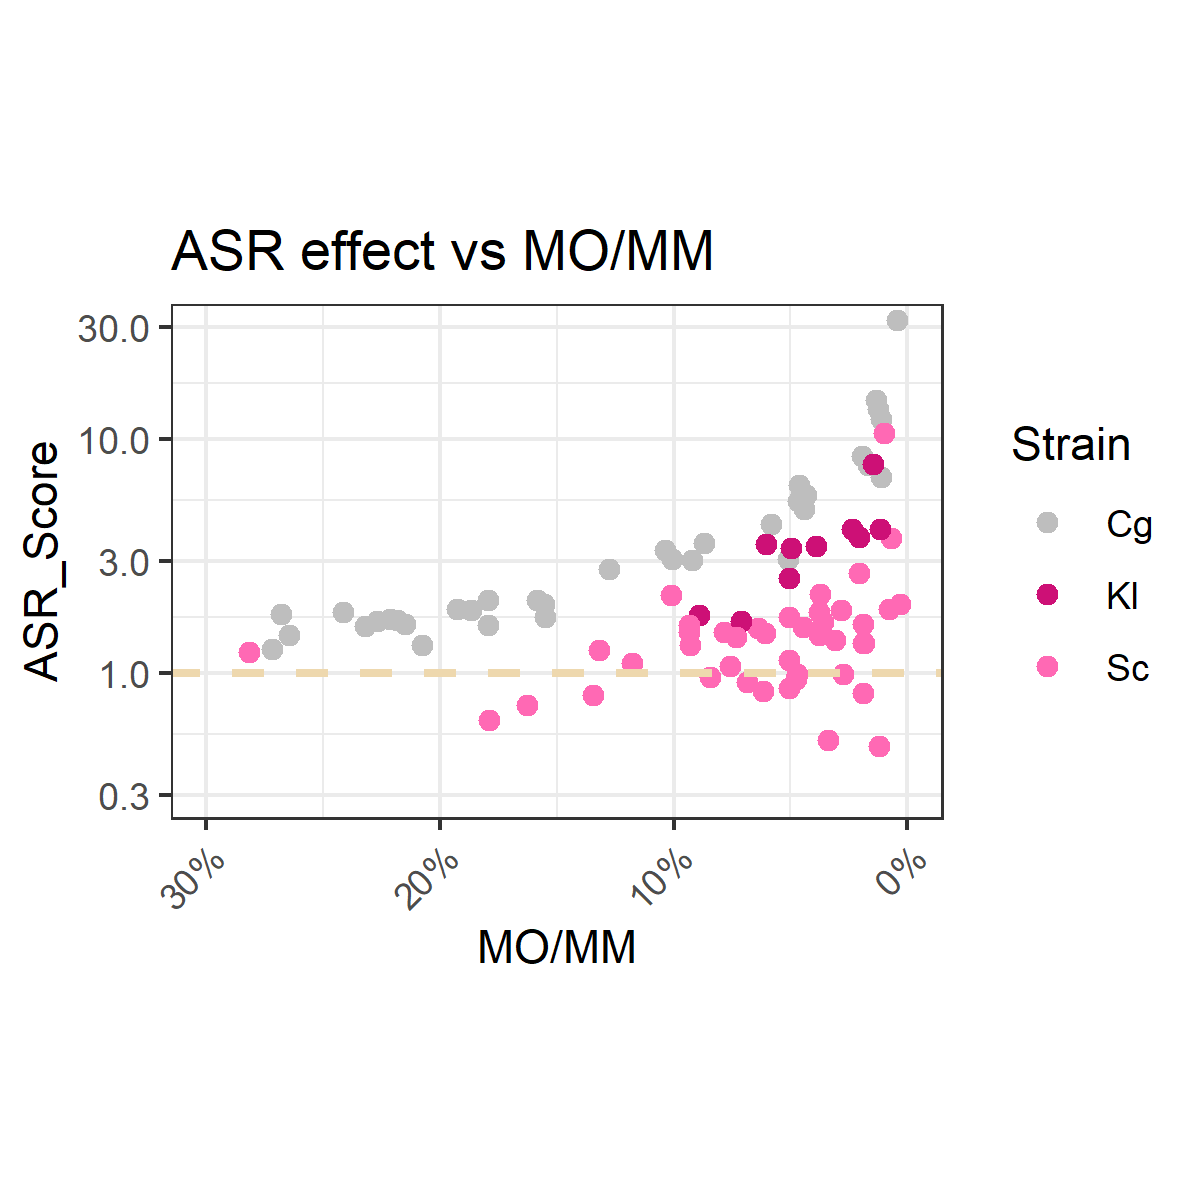 ASR effect vs MO/MM
ASR_Score
30.0
10.0
3.0
1.0
0.3
30%
20%
10%
0%
MO/MM
Strain
Cg
Kl
Sc